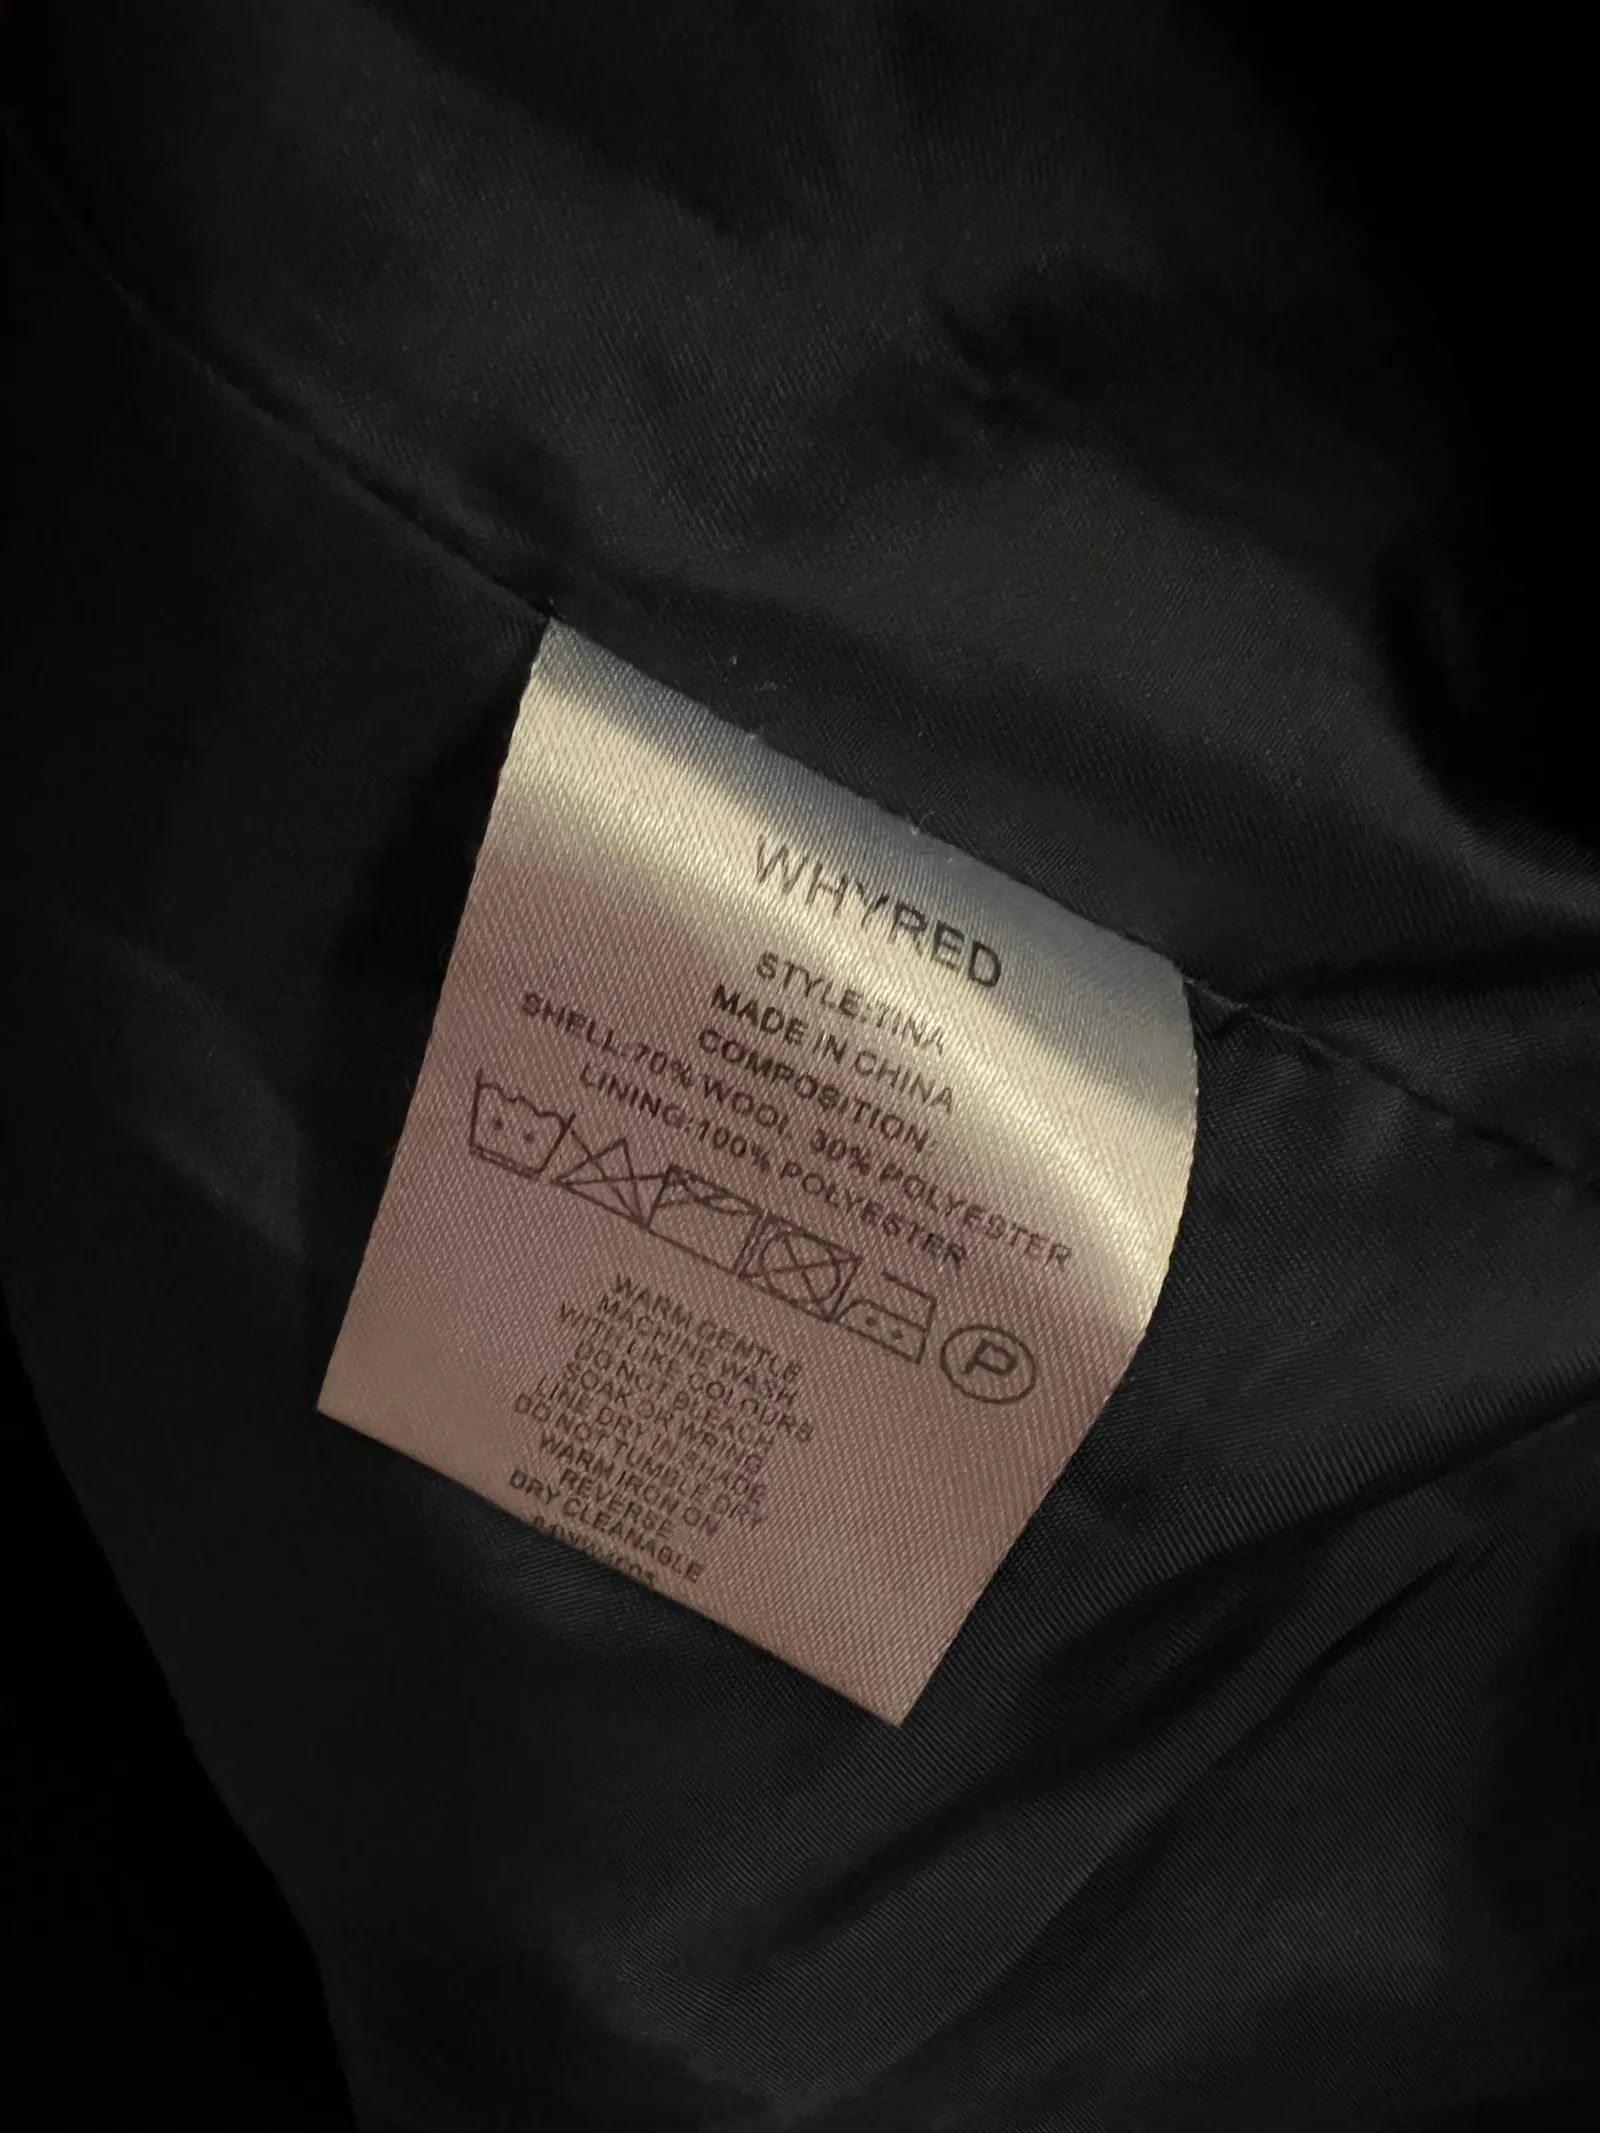 WHYRED
STYLE:TINA
MADE IN CHINA
COMPOSITION:
SHELL:70% WOOL 30% POLYESTER
LINING:100% POLYESTER
P
WARM GENTLE
MACHINE WASH
WITH LIKE COLOURS
DO NOT BLEACH
SOAK OR WRING
LINE DRY IN SHADE
DO NOT TUMBLE DRY
WARM IRON ON
REVERSE
DRY CLEANABLE